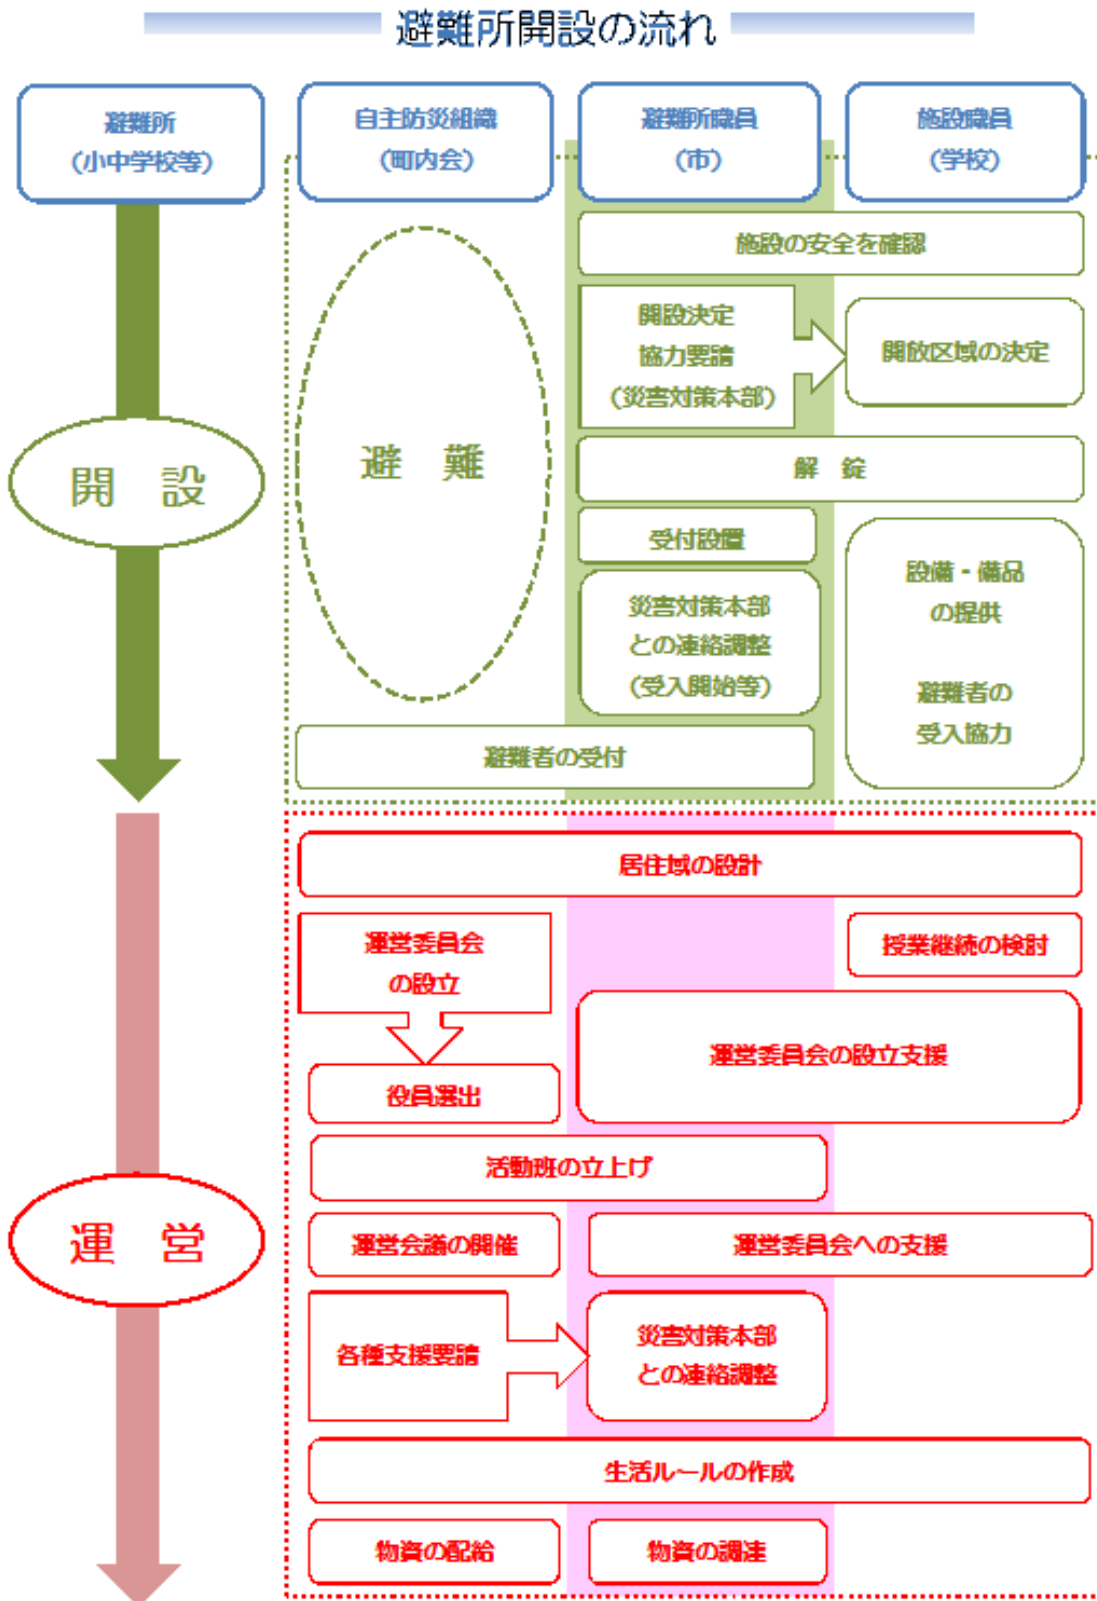 避難所開設の流れ
避難所
(小中学校等)
自主防災組織
(町内会)
避難所職員
(市)
施設職員
(学校)
施設の安全を確認
開設決定
協力要請
(災害対策本部)
開放区域の決定
避 難
開 設
解 錠
受付設置
設備・備品
の提供
避難者の
受入協力
災害対策本部
との連絡調整
(受入開始等)
避難者の受付
居住域の設計
運営委員会
の設立
授業継続の検討
運営委員会の設立支援
役員選出
活動班の立上げ
運 営
運営会議の開催
運営委員会への支援
各種支援要請
災害対策本部
との連絡調整
生活ルールの作成
物資の配給
物資の調達